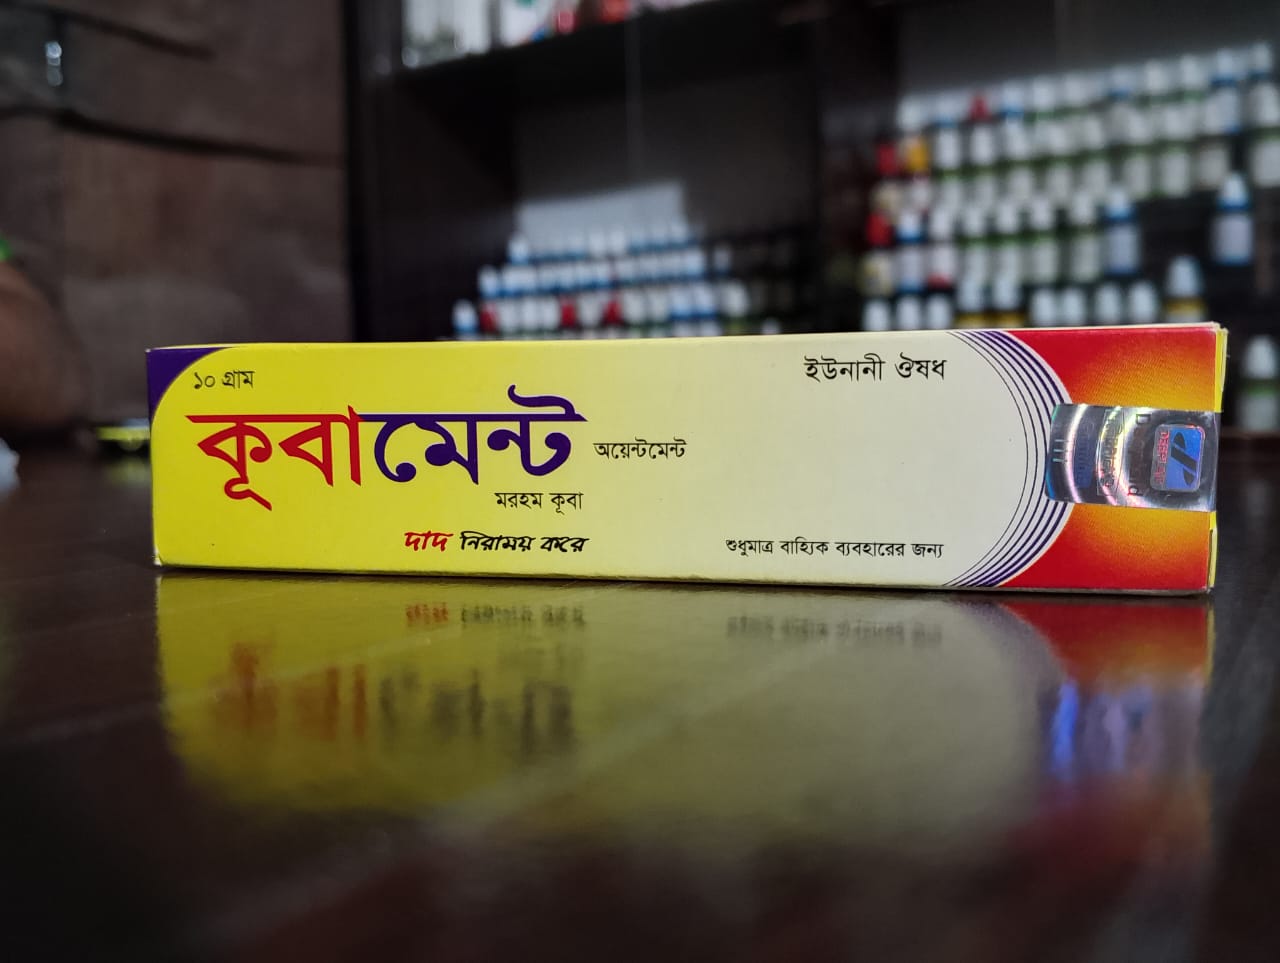 ১০ গ্রাম
ইউনানী ঔষধ
কূবামেন্ট অয়েন্টমেন্ট
মরহম কূবা
দাদ নিরাময় করে
শুধুমাত্র বাহ্যিক ব্যবহারের জন্য